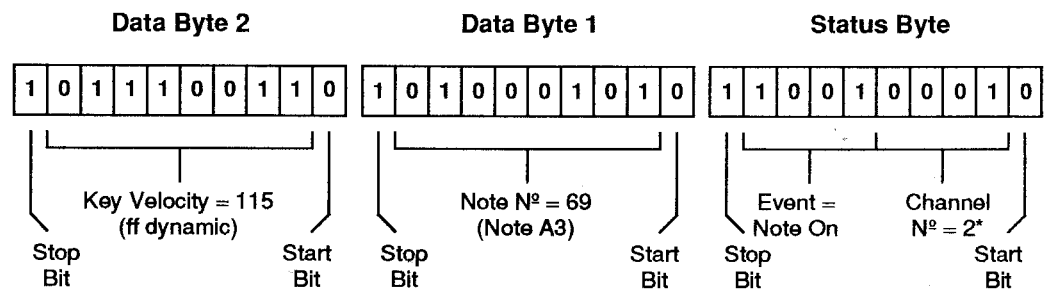 Data Byte 2 Data Byte 1 Status Byte
1 0 1 1 1 0 0 1 1 0 1 0 1 0 0 0 1 0 1 0 1 1 0 0 1 0 0 0 1 0
Key Velocity = 115 Note Nº = 69 Event = Channel
(ff dynamic) (Note A3) Note On Nº = 2*
Stop Start Stop Start Stop Start
Bit Bit Bit Bit Bit Bit